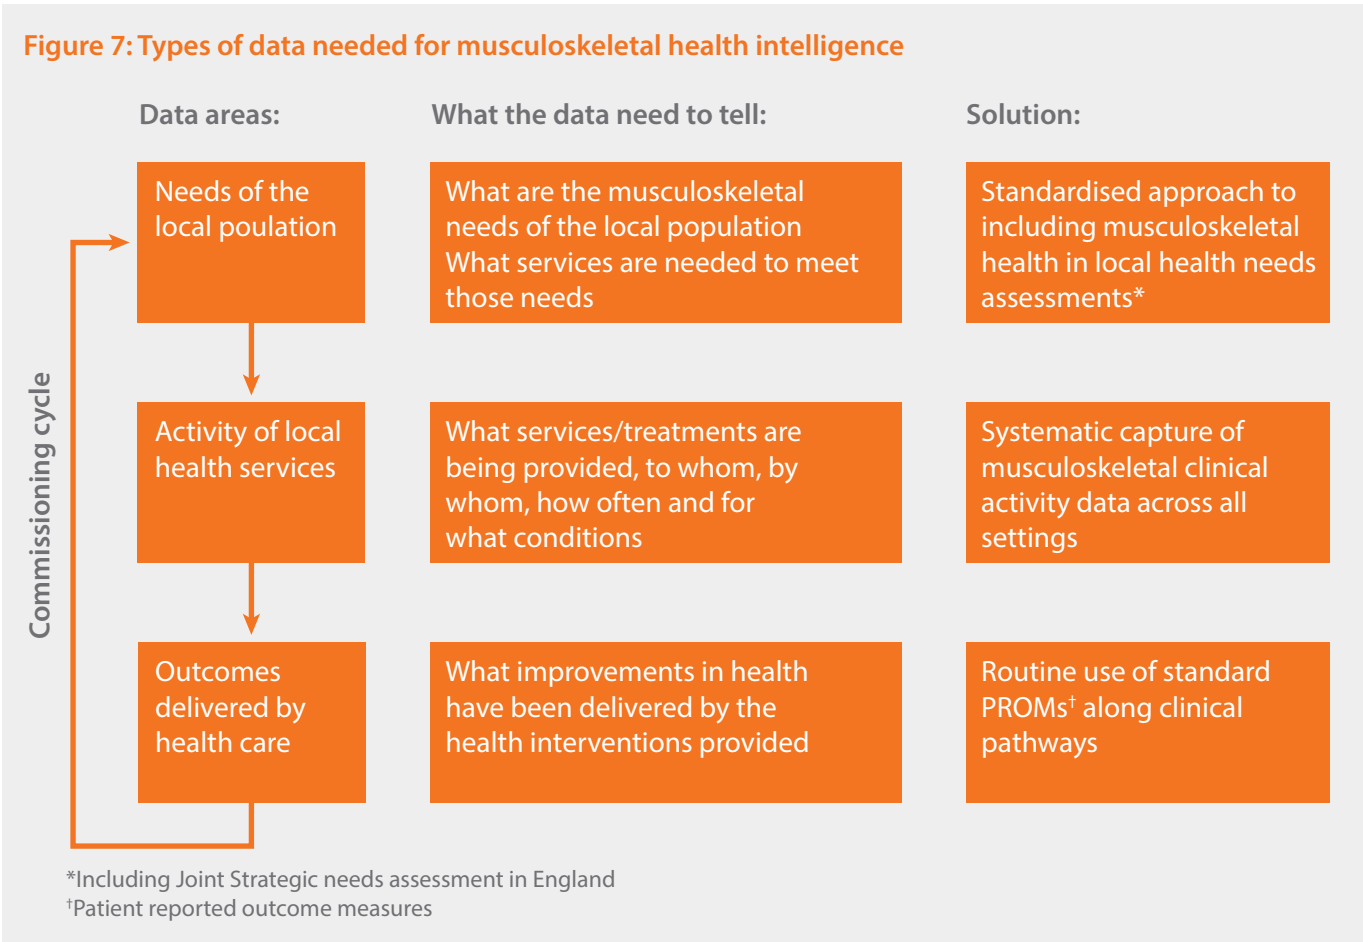 Figure 7: Types of data needed for musculoskeletal health intelligence
Data areas:
What the data need to tell:
Solution:
Commissioning cycle
Needs of the
local poulation
What are the musculoskeletal
needs of the local population
What services are needed to meet
those needs
Standardised approach to
including musculoskeletal
health in local health needs
assessments*
Activity of local
health services
What services/treatments are
being provided, to whom, by
whom, how often and for
what conditions
Systematic capture of
musculoskeletal clinical
activity data across all
settings
Outcomes
delivered by
health care
What improvements in health
have been delivered by the
health interventions provided
Routine use of standard
PROMs† along clinical
pathways
*Including Joint Strategic needs assessment in England
†Patient reported outcome measures